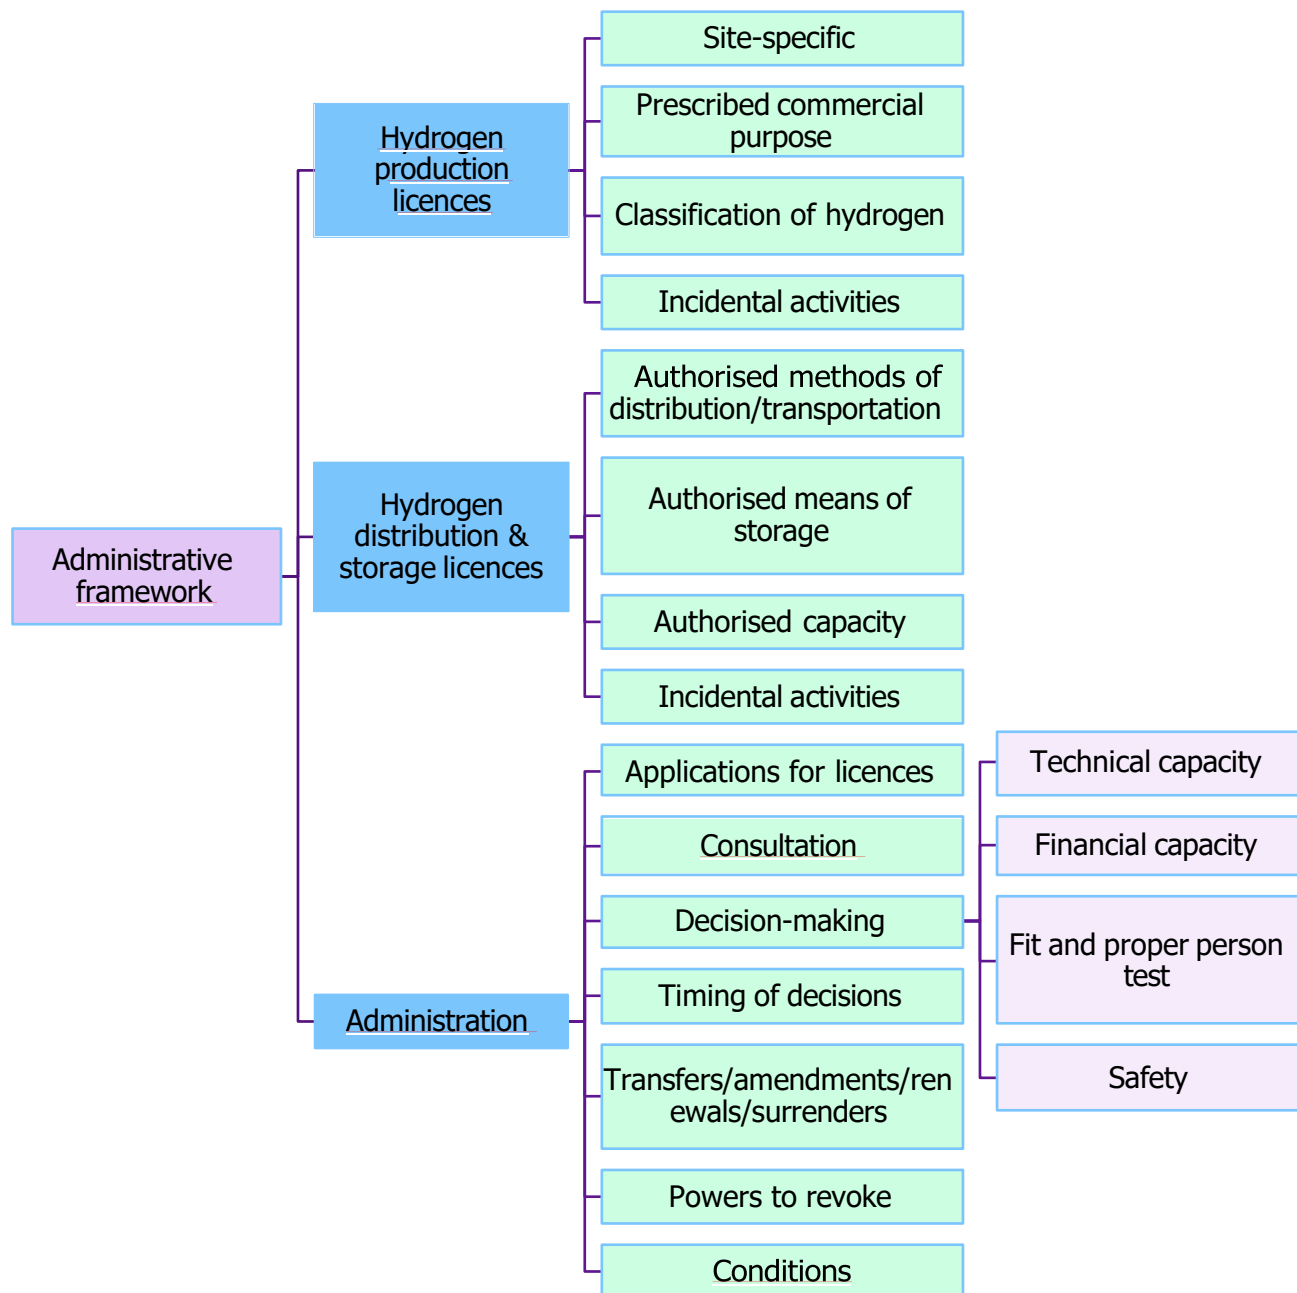 Administrative
framework
Hydrogen
production
licences
Site-specific
Prescribed commercial
purpose
Classification of hydrogen
Incidental activities
Hydrogen
distribution &
storage licences
Authorised methods of
distribution/transportation
Authorised means of
storage
Authorised capacity
Incidental activities
Administration
Applications for licences
Consultation
Decision-making
Technical capacity
Financial capacity
Fit and proper person
test
Safety
Timing of decisions
Transfers/amendments/ren
ewals/surrenders
Powers to revoke
Conditions